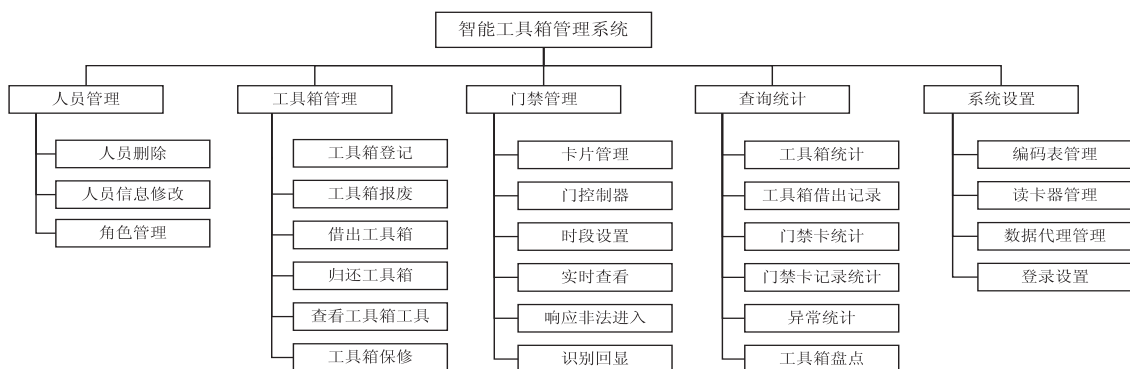 智能工具箱管理系统
人员管理
工具箱管理
门禁管理
查询统计
系统设置
人员删除
人员信息修改
角色管理
工具箱登记
工具箱报废
借出工具箱
归还工具箱
查看工具箱工具
工具箱保修
卡片管理
门控制器
时段设置
实时查看
响应非法进入
识别回显
工具箱统计
工具箱借出记录
门禁卡统计
门禁卡记录统计
异常统计
工具箱盘点
编码表管理
读卡器管理
数据代理管理
登录设置